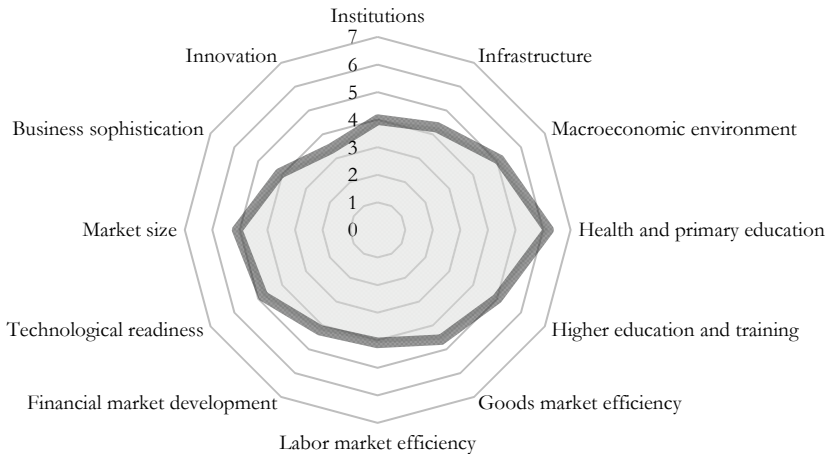 Institutions
Infrastructure
Macroeconomic environment
Health and primary education
Higher education and training
Goods market efficiency
Labor market efficiency
Financial market development
Technological readiness
Market size
Business sophistication
Innovation
7
6
5
4
3
2
1
0